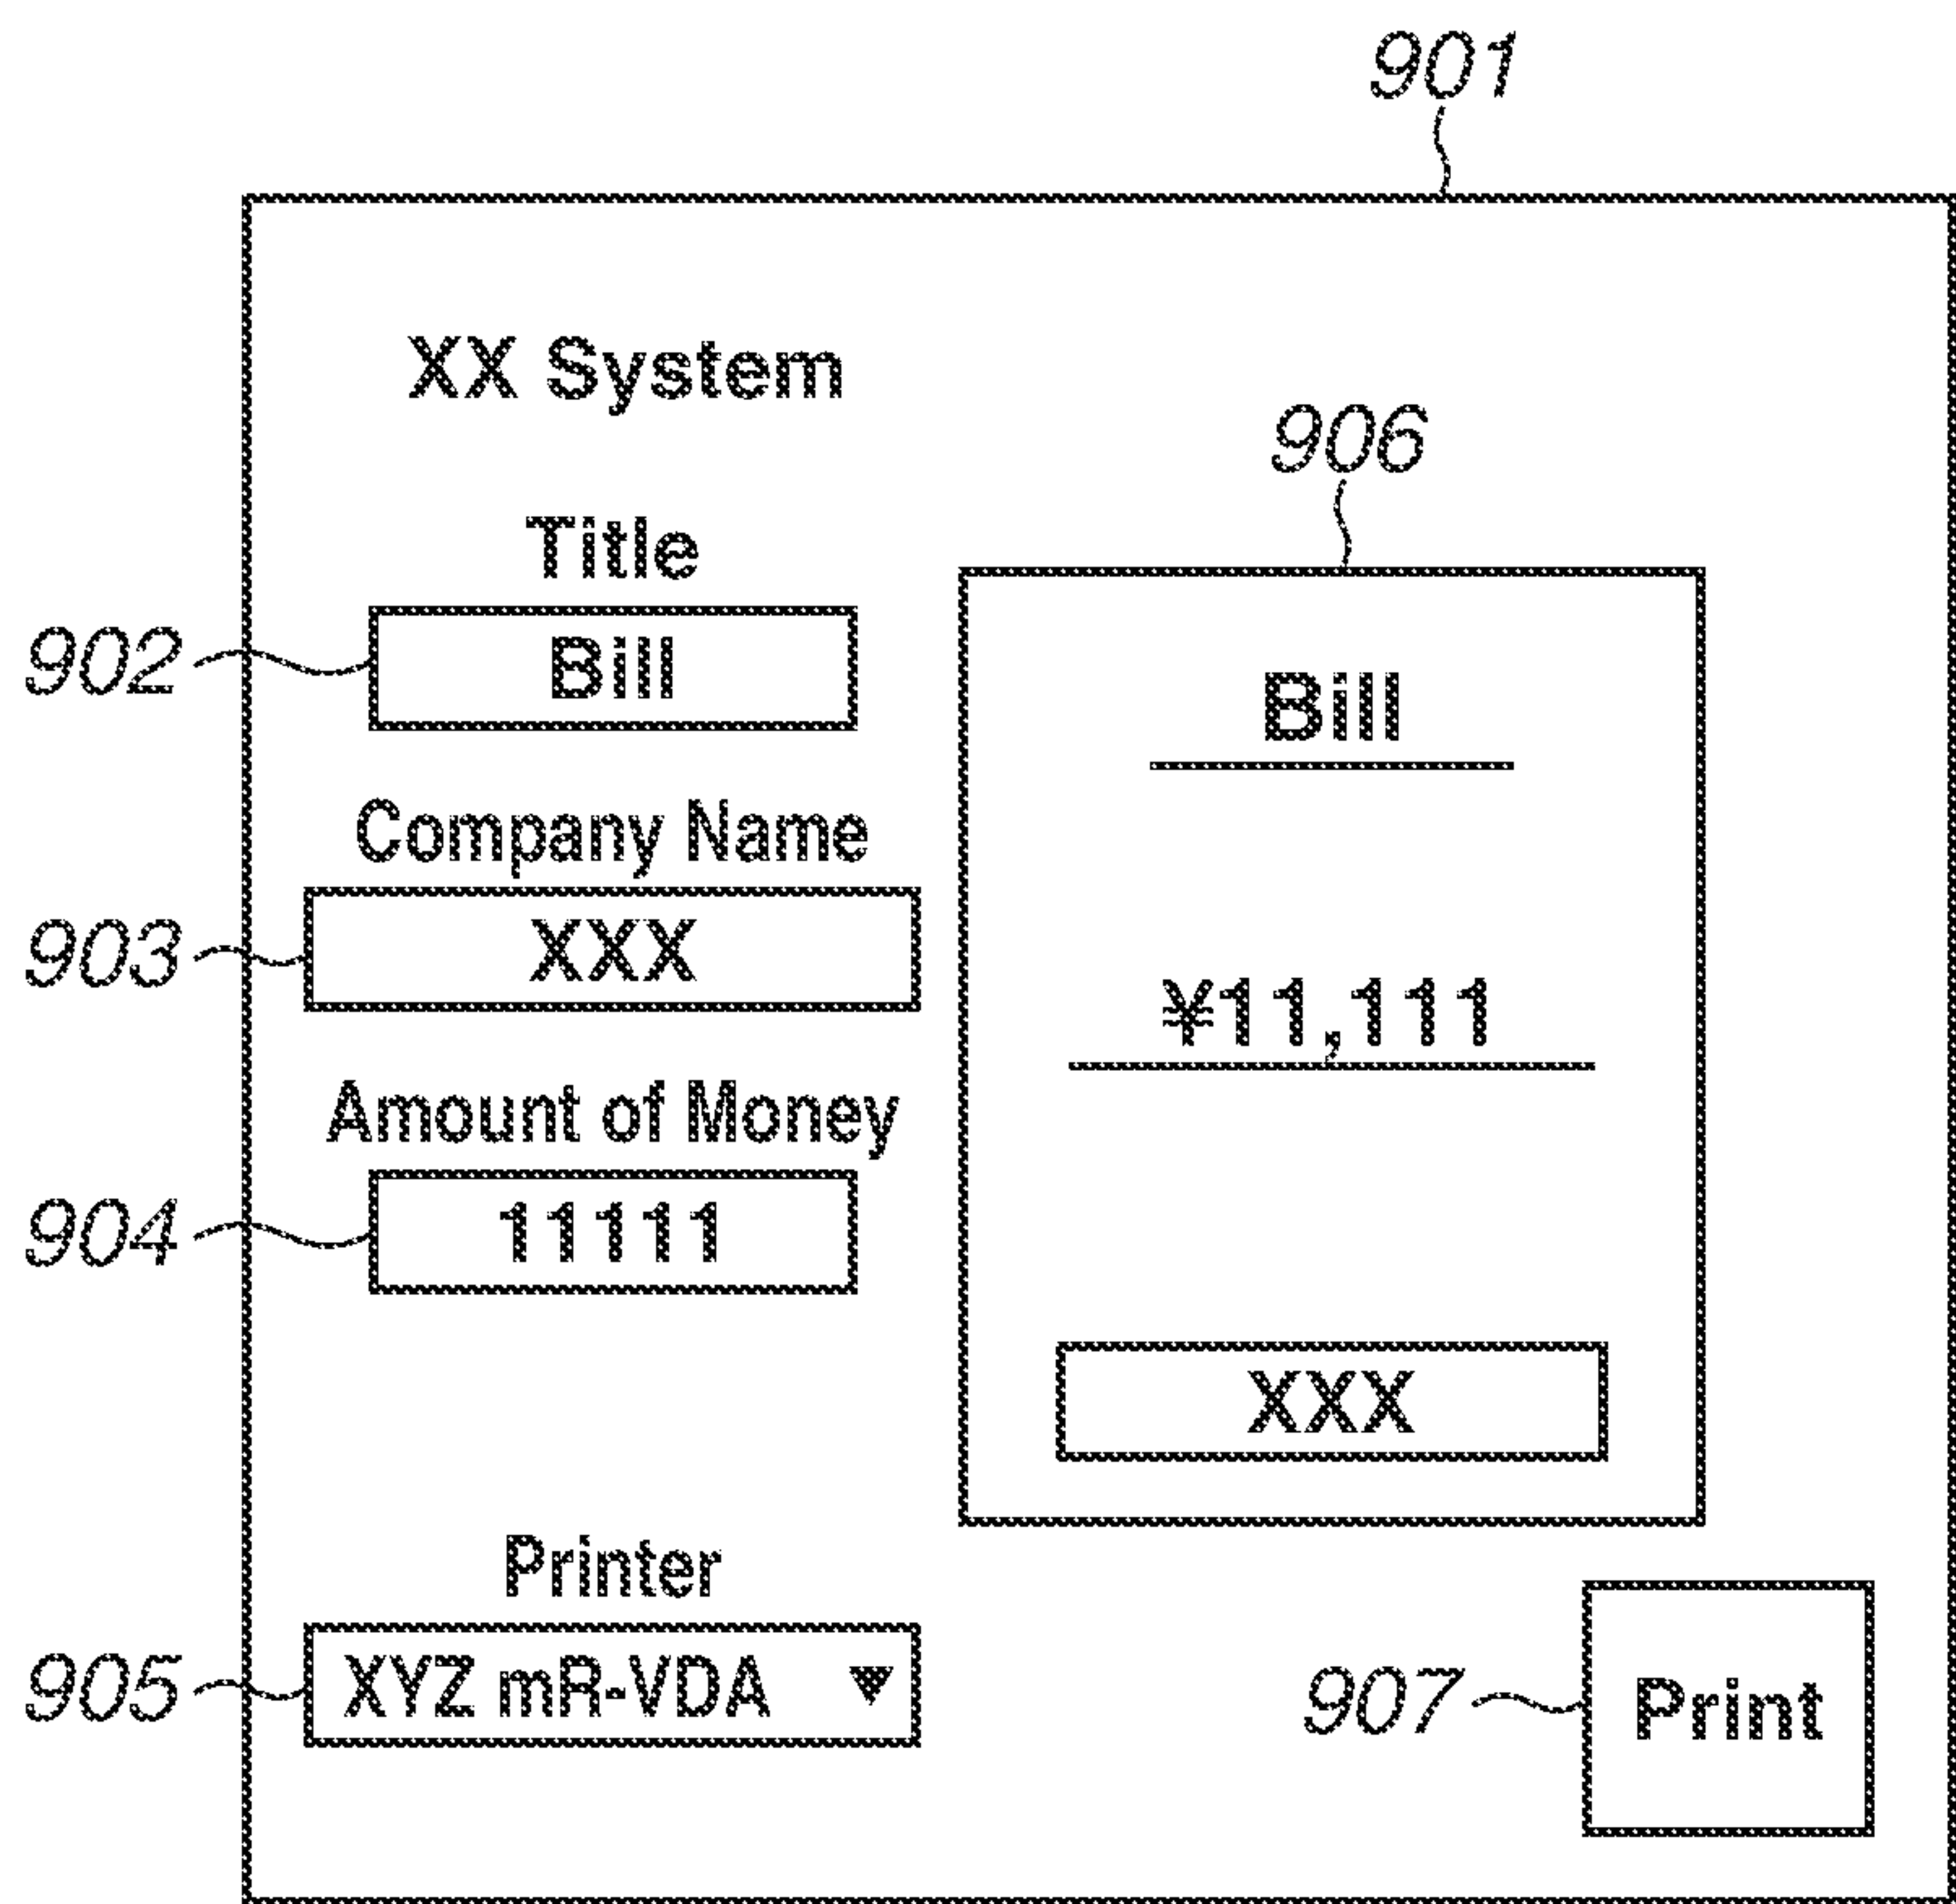 901
XX System
906
Title
902
Bill
Bill
Company Name
903
XXX
¥11,111
Amount of Money
904
11111
XXX
Printer
905
XYZ mR-VDA
907
Print